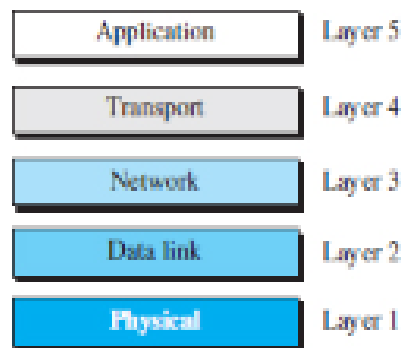 Application Layer 5
Transport Layer 4
Network Layer 3
Data link Layer 2
Physical Layer 1